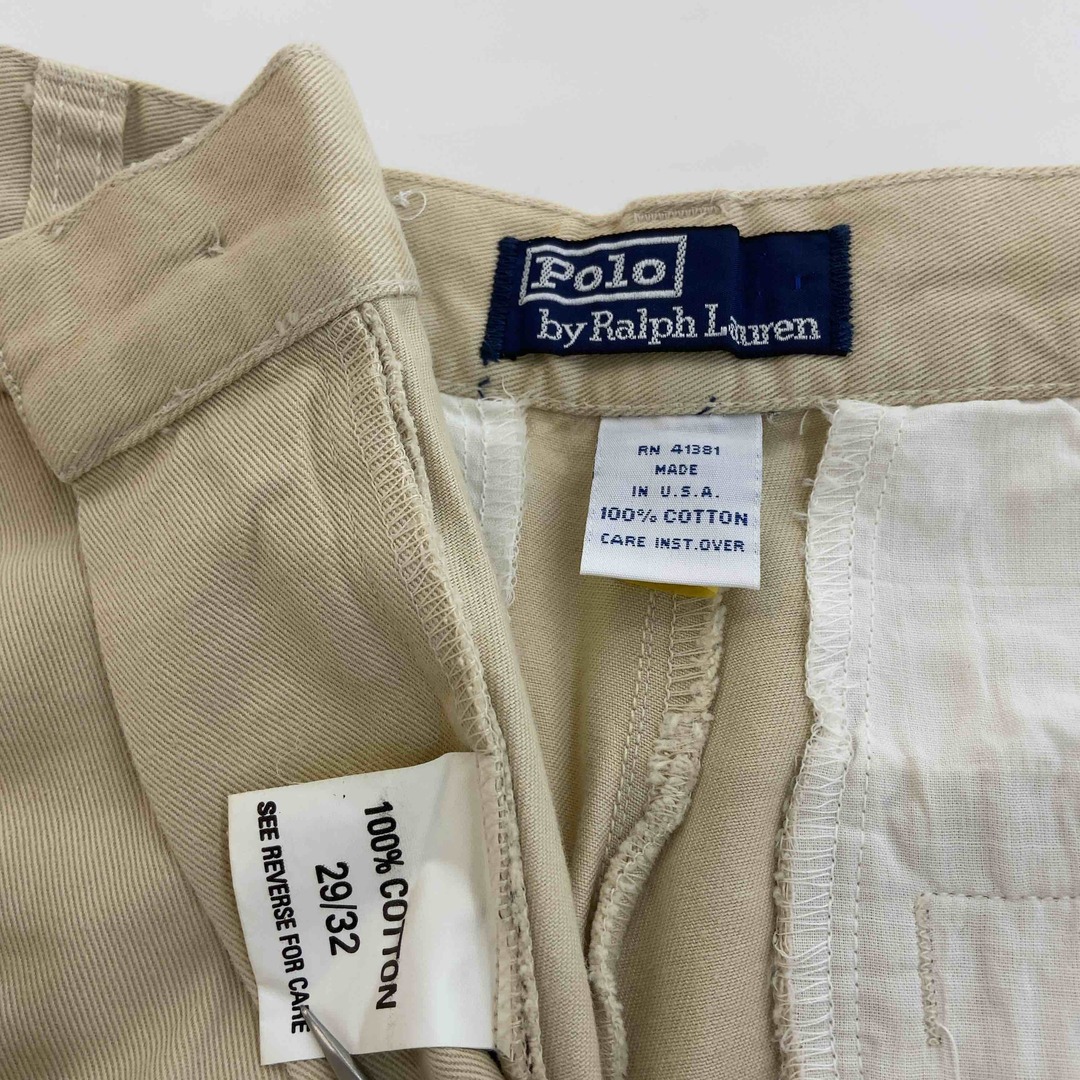 Polo
by Ralph Lauren
RN 41381
MADE
IN U.S.A.
100% COTTON
CARE INST.OVER
100% COTTON
29/32
SEE REVERSE FOR CARE